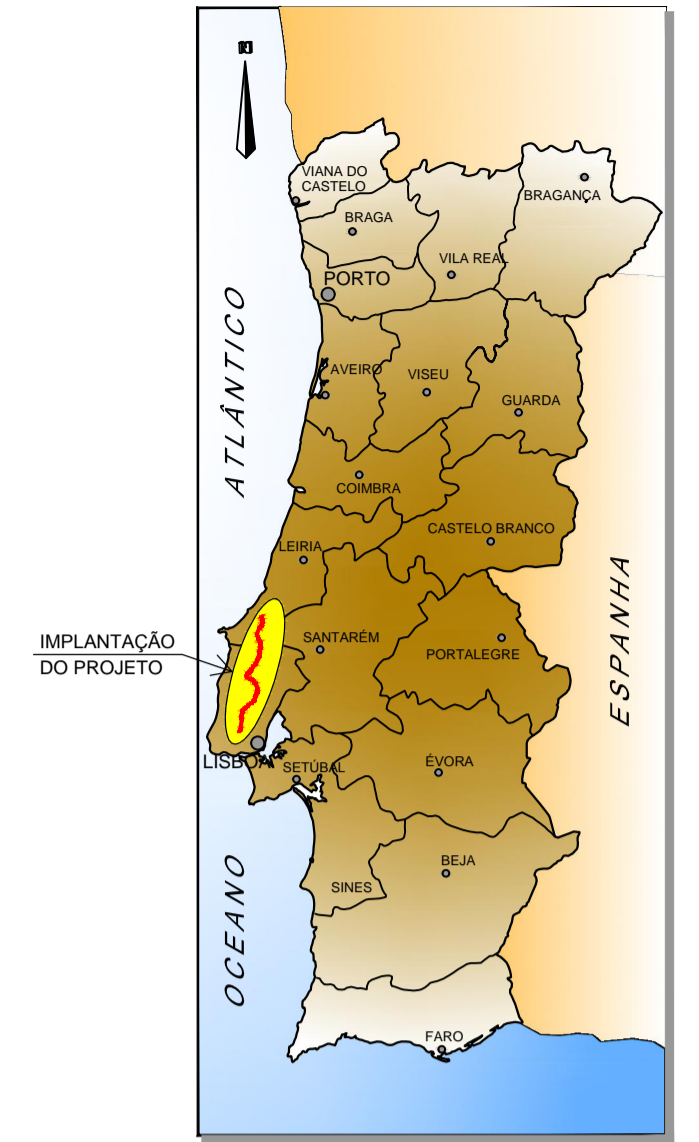 N
VIANA DO
CASTELO
BRAGANÇA
BRAGA
VILA REAL
PORTO
ATLÂNTICO
AVEIRO
VISEU
GUARDA
COIMBRA
CASTELO BRANCO
LEIRIA
ESPANHA
IMPLANTAÇÃO
DO PROJETO
SANTARÉM
PORTALEGRE
LISBOA
SETÚBAL
ÉVORA
BEJA
SINES
OCEANO
FARO